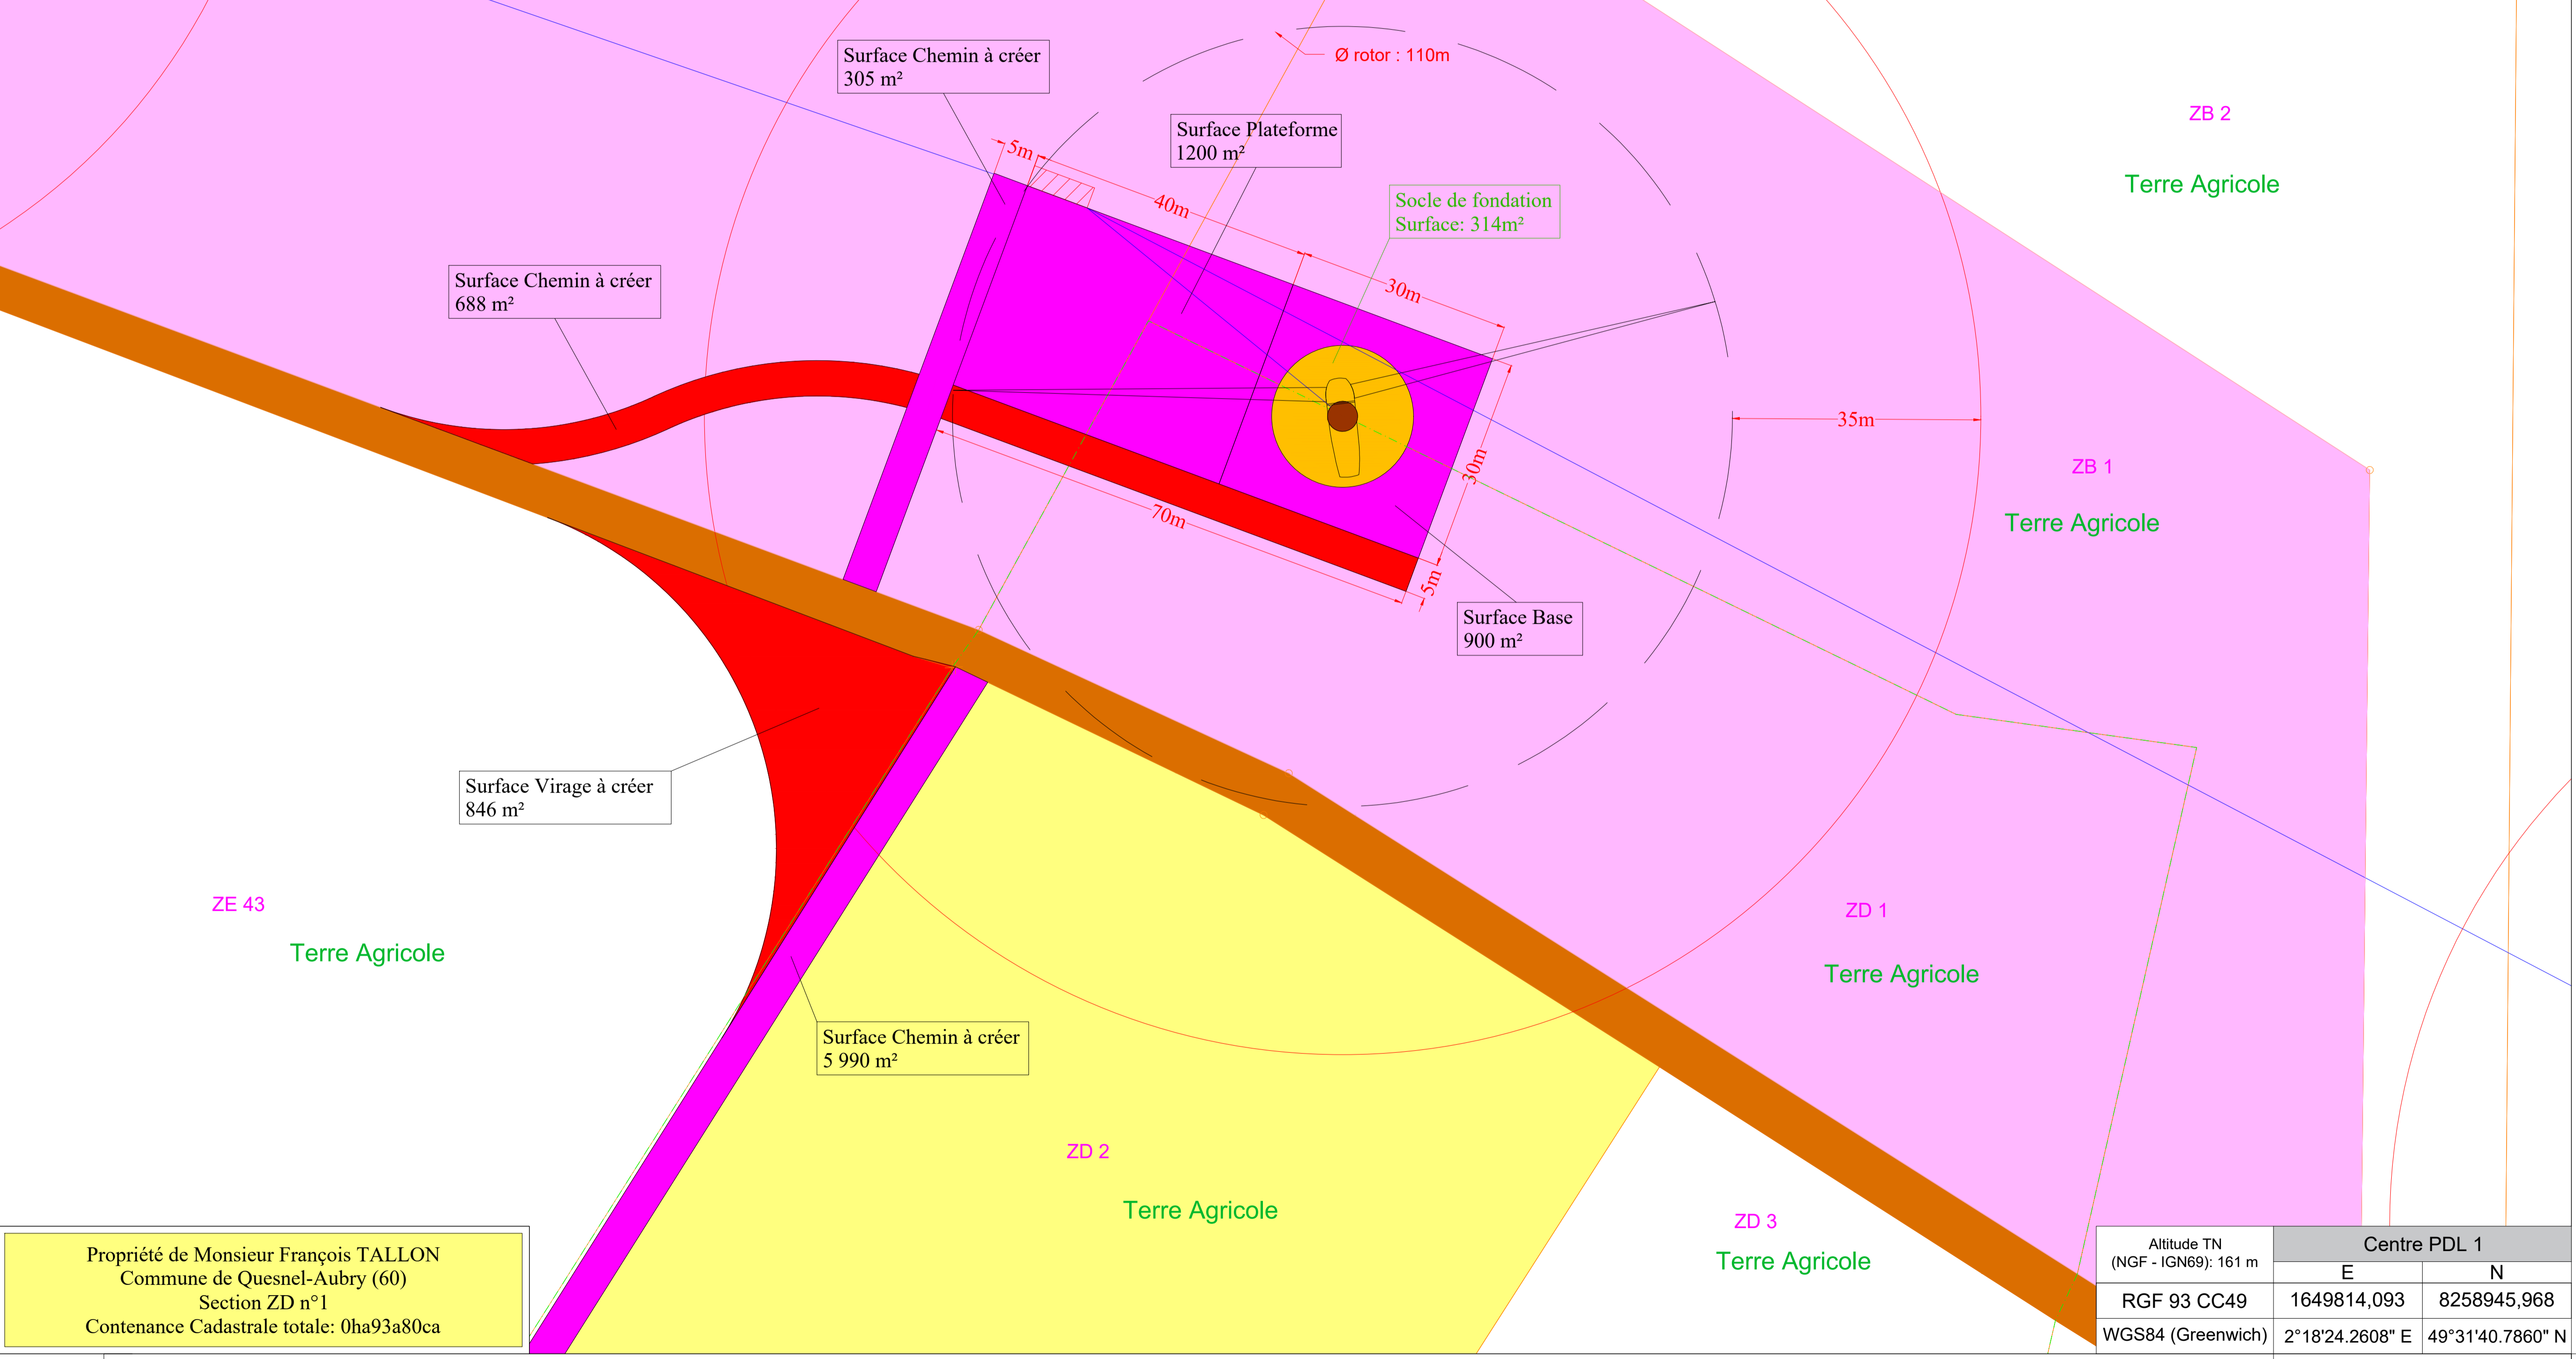 Surface Chemin à créer
305 m²
Ø rotor : 110m
Surface Plateforme
1200 m²
ZB 2
Terre Agricole
5m
40m
Socle de fondation
Surface: 314m²
Surface Chemin à créer
688 m²
30m
35m
ZB 1
Terre Agricole
30m
70m
5m
Surface Base
900 m²
Surface Virage à créer
846 m²
ZE 43
Terre Agricole
ZD 1
Terre Agricole
Surface Chemin à créer
5 990 m²
ZD 2
Terre Agricole
ZD 3
Terre Agricole
Propriété de Monsieur François TALLON
Commune de Quesnel-Aubry (60)
Section ZD n°1
Contenance Cadastrale totale: 0ha93a80ca
Altitude TN
(NGF - IGN69): 161 m
Centre PDL 1
E
N
RGF 93 CC49
1649814,093
8258945,968
WGS84 (Greenwich)
2°18'24.2608" E
49°31'40.7860" N